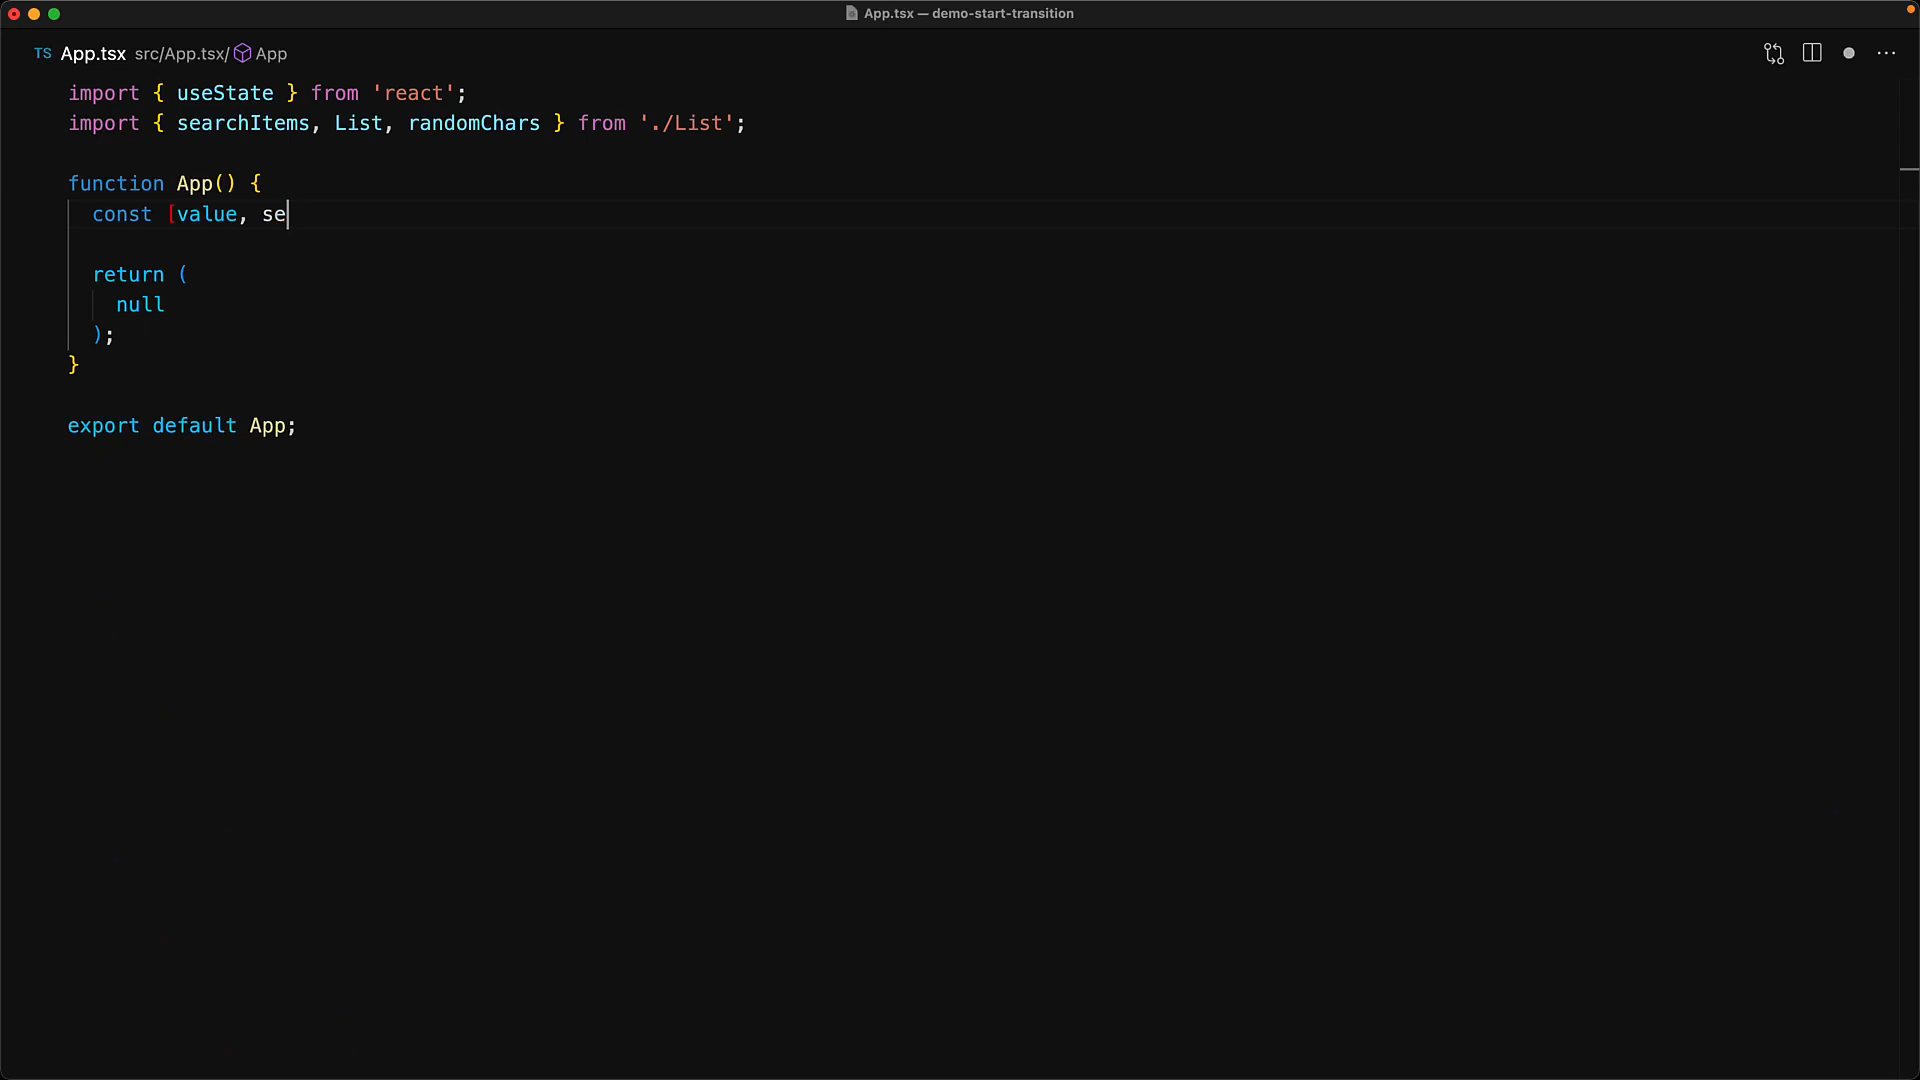 App.tsx — demo-start-transition
TS App.tsx src/App.tsx/ App
import { useState } from 'react';
import { searchItems, List, randomChars } from './List';
function App() {
const [value, se
return (
null
);
}
export default App;